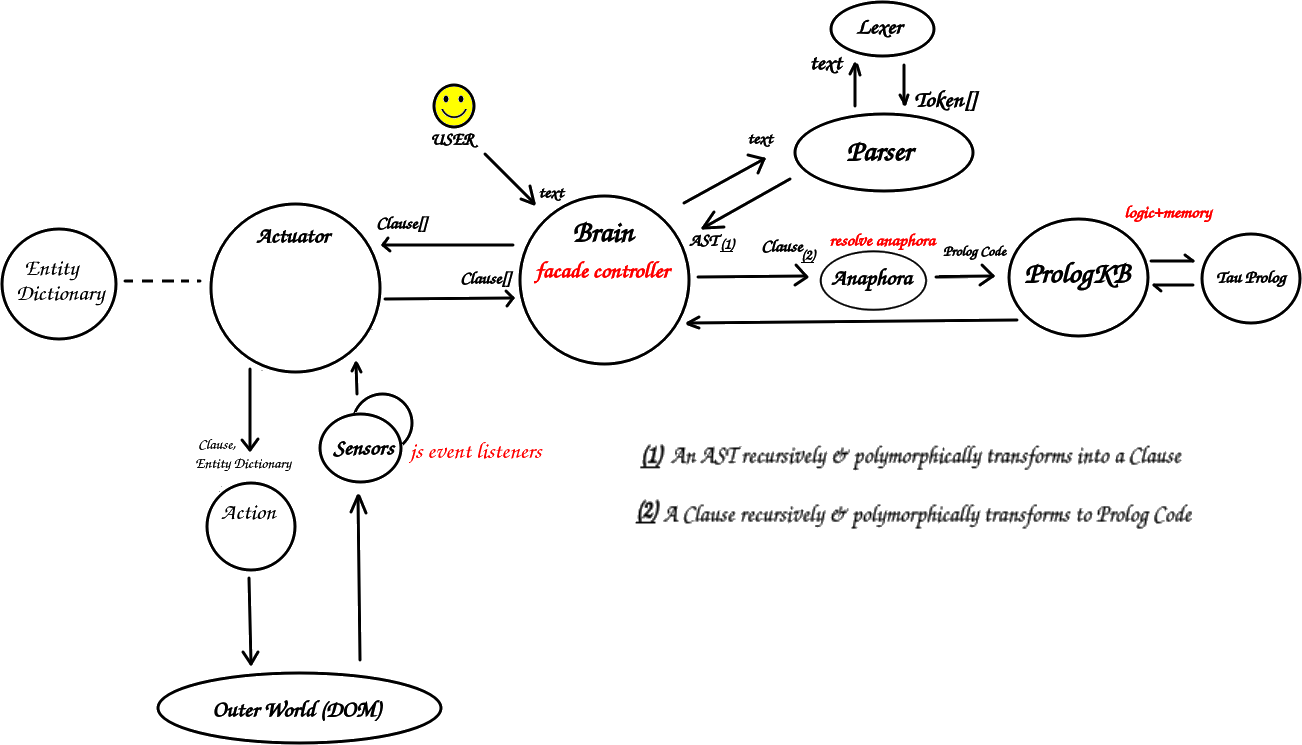 Lexer
text
Token[]
USER
text
Parser
text
Clause[]
Actuator
Brain
facade controller
AST(1)
logic+memory
Clause(2)
resolve anaphora
Prolog Code
Entity
Dictionary
Clause[]
Anaphora
PrologKB
Tau Prolog
Clause,
Entity Dictionary
Sensors
js event listeners
(1) An AST recursively & polymorphically transforms into a Clause
Action
(2) A Clause recursively & polymorphically transforms to Prolog Code
Outer World (DOM)